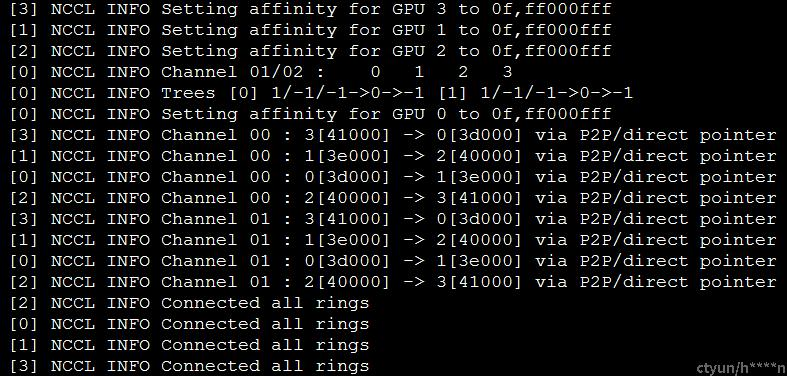 [3] NCCL INFO Setting affinity for GPU 3 to 0f,ff000fff
[1] NCCL INFO Setting affinity for GPU 1 to 0f,ff000fff
[2] NCCL INFO Setting affinity for GPU 2 to 0f,ff000fff
[0] NCCL INFO Channel 01/02 :    0   1   2   3
[0] NCCL INFO Trees [0] 1/-1/-1->0->-1 [1] 1/-1/-1->0->-1
[0] NCCL INFO Setting affinity for GPU 0 to 0f,ff000fff
[3] NCCL INFO Channel 00 : 3[41000] -> 0[3d000] via P2P/direct pointer
[1] NCCL INFO Channel 00 : 1[3e000] -> 2[40000] via P2P/direct pointer
[0] NCCL INFO Channel 00 : 0[3d000] -> 1[3e000] via P2P/direct pointer
[2] NCCL INFO Channel 00 : 2[40000] -> 3[41000] via P2P/direct pointer
[3] NCCL INFO Channel 01 : 3[41000] -> 0[3d000] via P2P/direct pointer
[1] NCCL INFO Channel 01 : 1[3e000] -> 2[40000] via P2P/direct pointer
[0] NCCL INFO Channel 01 : 0[3d000] -> 1[3e000] via P2P/direct pointer
[2] NCCL INFO Channel 01 : 2[40000] -> 3[41000] via P2P/direct pointer
[2] NCCL INFO Connected all rings
[0] NCCL INFO Connected all rings
[1] NCCL INFO Connected all rings
[3] NCCL INFO Connected all rings
ctyun/h****n